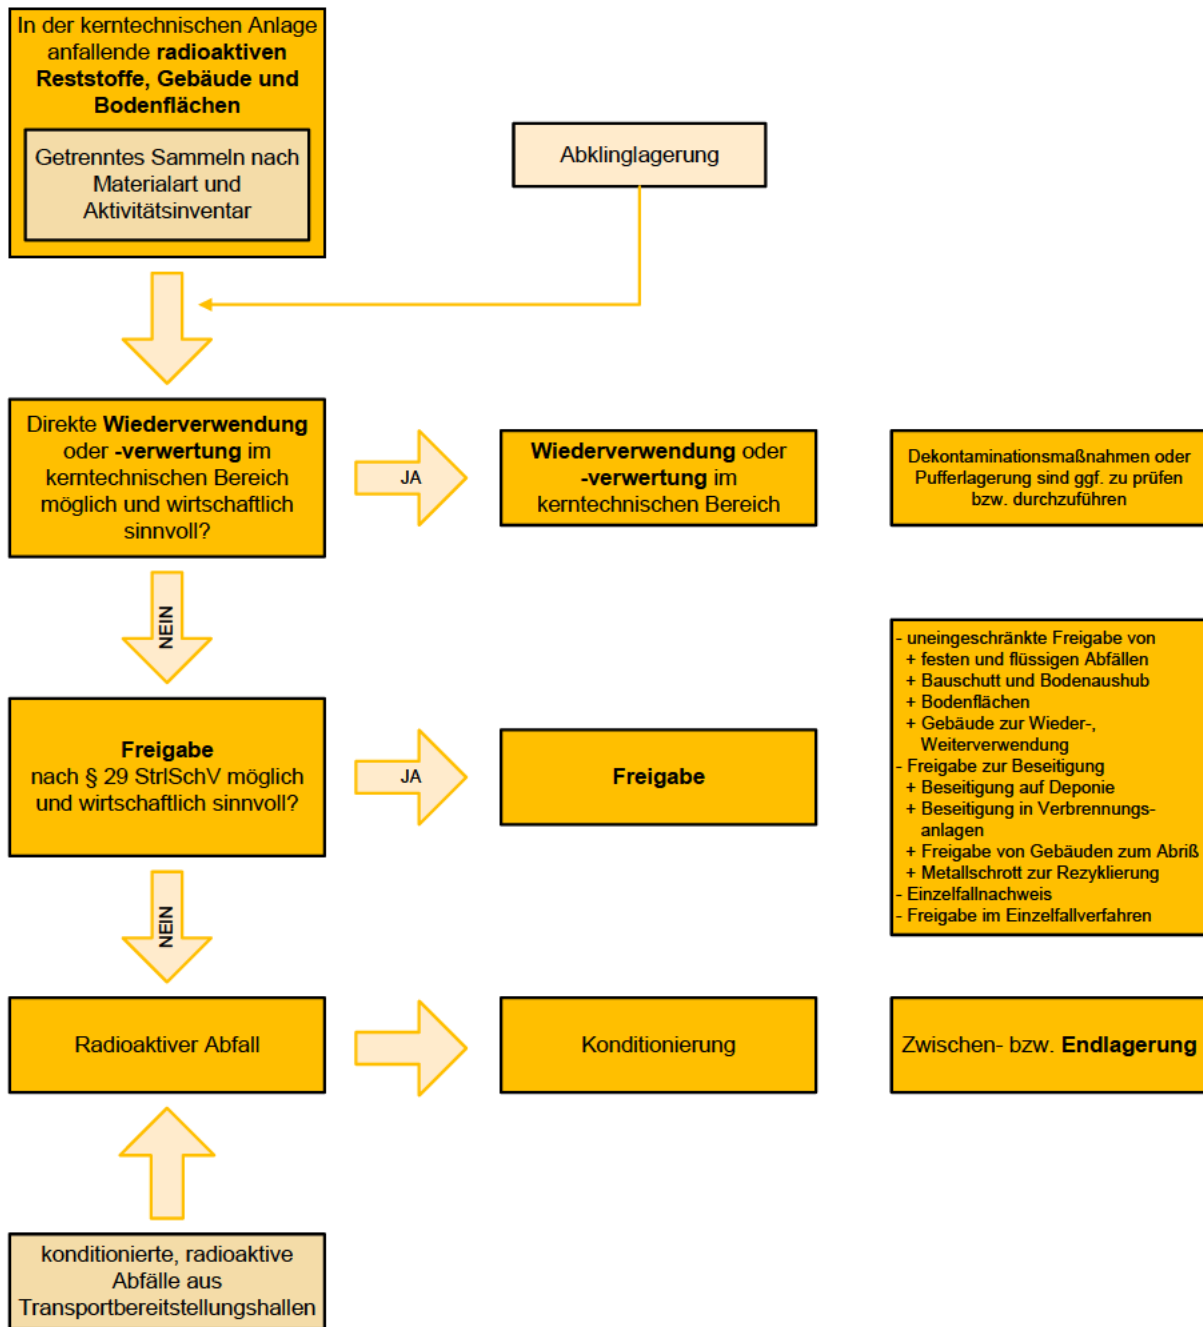 In der kerntechnischen Anlage
anfallende radioaktiven
Reststoffe, Gebäude und
Bodenflächen
Getrenntes Sammeln nach
Materialart und
Aktivitätsinventar
Abklinglagerung
Direkte Wiederverwendung
oder -verwertung im
kerntechnischen Bereich
möglich und wirtschaftlich
sinnvoll?
JA
Wiederverwendung oder
-verwertung im
kerntechnischen Bereich
Dekontaminationsmaßnahmen oder
Pufferlagerung sind ggf. zu prüfen
bzw. durchzuführen
NEIN
Freigabe
nach § 29 StrlSchV möglich
und wirtschaftlich sinnvoll?
JA
Freigabe
- uneingeschränkte Freigabe von
+ festen und flüssigen Abfällen
+ Bauschutt und Bodenaushub
+ Bodenflächen
+ Gebäude zur Wieder-,
Weiterverwendung
- Freigabe zur Beseitigung
+ Beseitigung auf Deponie
+ Beseitigung in Verbrennungs-
anlagen
+ Freigabe von Gebäuden zum Abriß
+ Metallschrott zur Rezyklierung
- Einzelfallnachweis
- Freigabe im Einzelfallverfahren
NEIN
Radioaktiver Abfall
Konditionierung
Zwischen- bzw. Endlagerung
konditionierte, radioaktive
Abfälle aus
Transportbereitstellungshallen